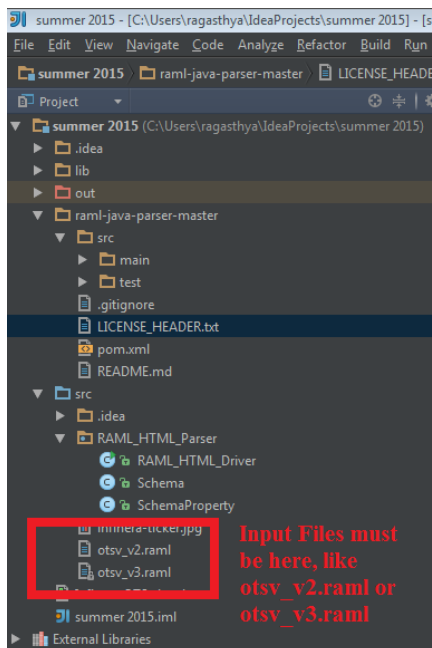 summer 2015 - [C:\Users\ragasthya\IdeaProjects\summer 2015] - [s
File Edit View Navigate Code Analyze Refactor Build Run
summer 2015 raml-java-parser-master LICENSE_HEADE
Project
summer 2015 (C:\Users\ragasthya\IdeaProjects\summer 2015)
.idea
lib
out
raml-java-parser-master
src
main
test
.gitignore
LICENSE_HEADER.txt
pom.xml
README.md
src
.idea
RAML_HTML_Parser
RAML_HTML_Driver
Schema
SchemaProperty
infinera-ticker.jpg
otsv_v2.raml
otsv_v3.raml
summer 2015.iml
External Libraries
Input Files must
be here, like
otsv_v2.raml or
otsv_v3.raml